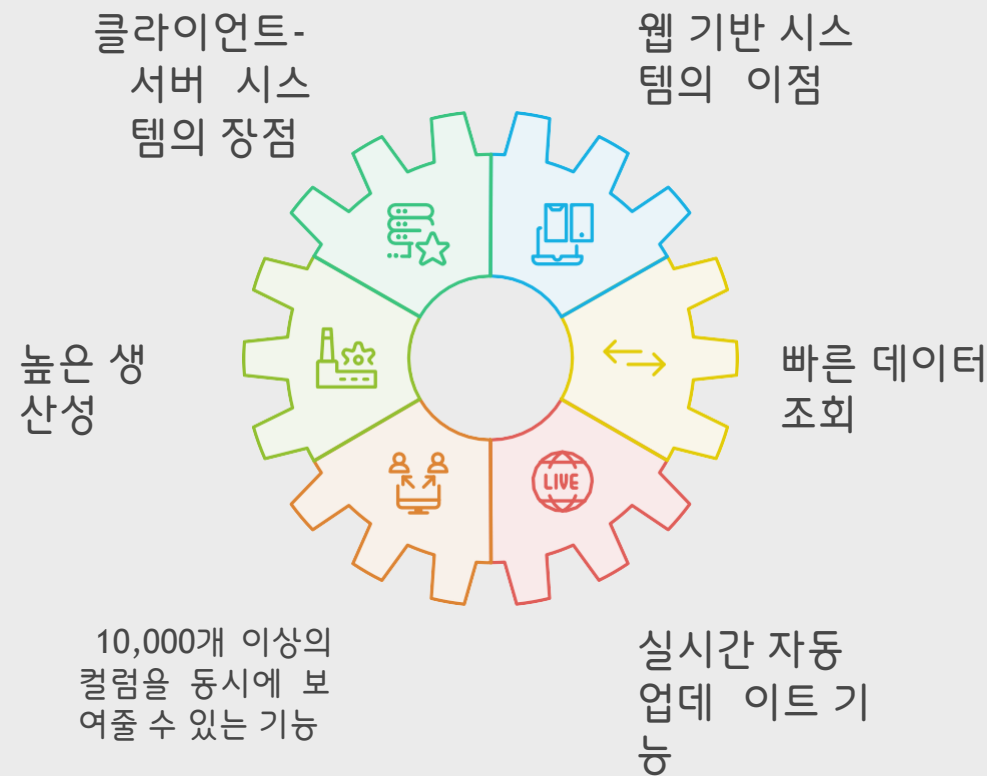 클라이언트-
서버 시스
템의 장점
웹 기반 시스
템의 이점
높은 생
산성
빠른 데이터
조회
LIVE
10,000개 이상의
컬럼을 동시에 보
여줄 수 있는 기능
실시간 자동
업데 이트 기
능